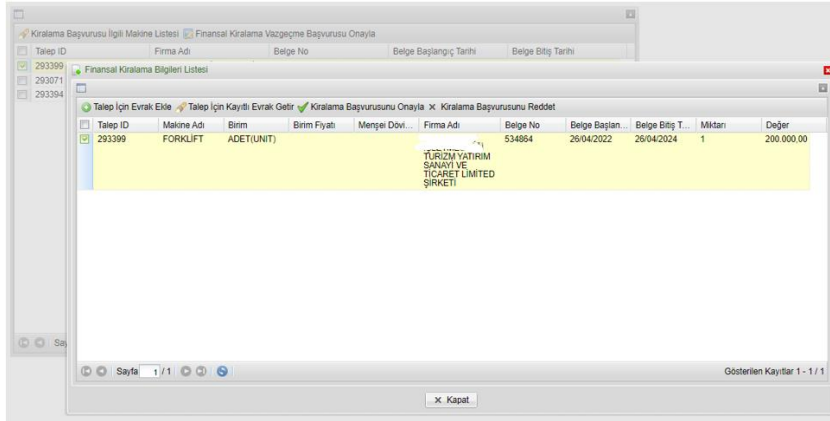 Kiralama Başvurusu İlgili Makine Listesi Finansal Kiralama Vazgeçme Başvurusu Onayla
Talep ID Firma Adı Belge No Belge Başlangıç Tarihi Belge Bitiş Tarihi
293399
293071
293394
Finansal Kiralama Bilgileri Listesi
Talep İçin Evrak Ekle Talep İçin Kayıtlı Evrak Getir Kiralama Başvurusunu Onayla Kiralama Başvurusunu Reddet
Talep ID Makine Adı Birim Birim Fiyatı Menşei Dövi... Firma Adı Belge No Belge Başlan... Belge Bitiş T... Miktarı Değer
293399 FORKLİFT ADET(UNIT) 534864 26/04/2022 26/04/2024 1 200.000,00
TURİZM YATIRIM
SANAYİ VE
TİCARET LİMİTED
ŞİRKETİ
Say
Sayfa 1 / 1 Gösterilen Kayıtlar 1 - 1 / 1
Kapat